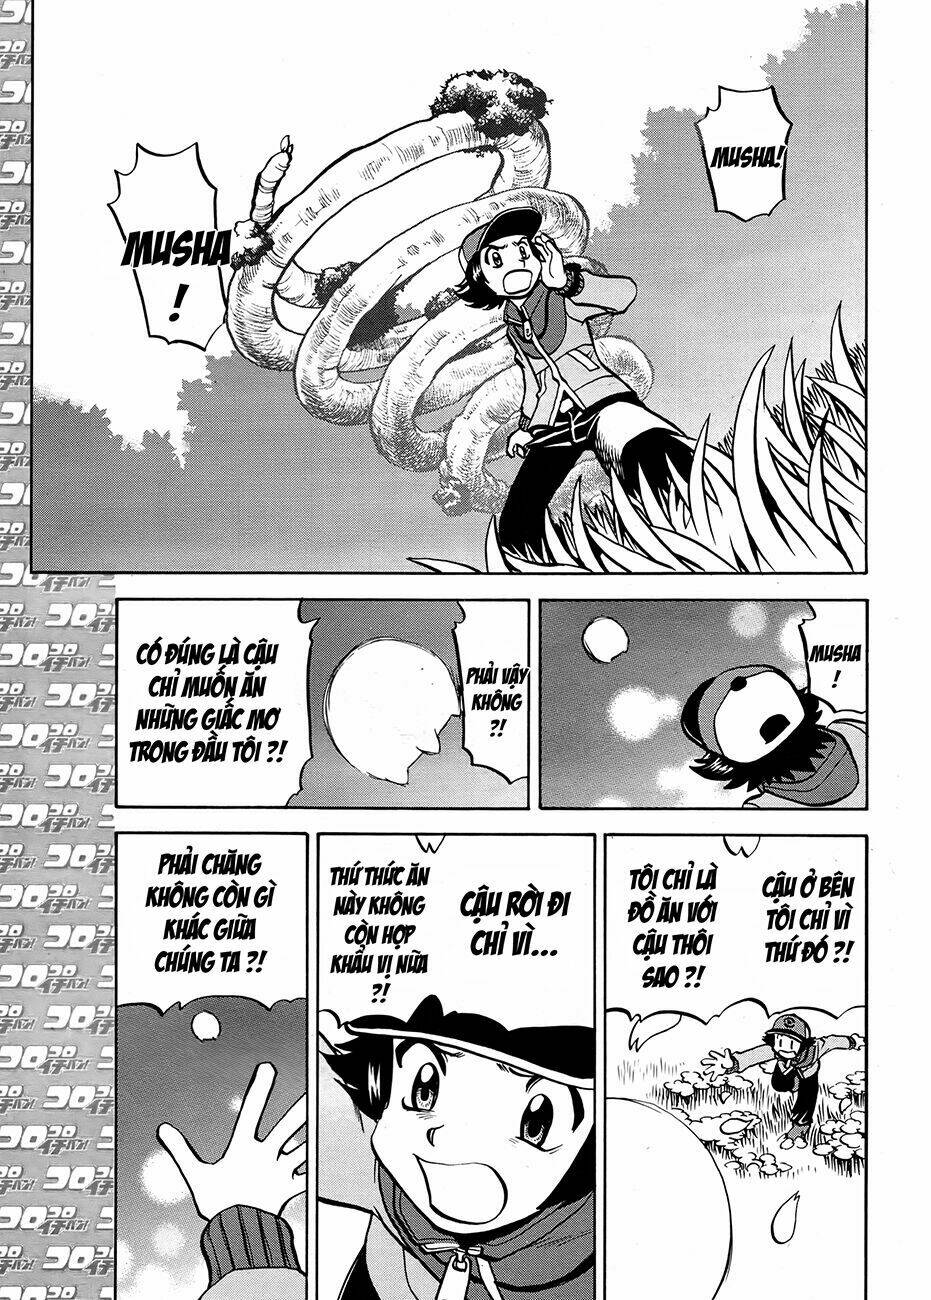 MUSHA!
MUSHA
!
MUSHA
!
PHẢI VẬY
KHÔNG
?!
CÓ ĐÚNG LÀ CẬU
CHỈ MUỐN ĂN
NHỮNG GIẤC MƠ
TRONG ĐẦU TÔI ?!
CẬU Ở BÊN
TÔI CHỈ VÌ
THỨ ĐÓ ?!
TÔI CHỈ LÀ
ĐỒ ĂN VỚI
CẬU THÔI
SAO ?!
CẬU RỜI ĐI
CHỈ VÌ...
THỨ THỨC ĂN
NÀY KHÔNG
CÒN HỢP
KHẨU VỊ NỮA
?!
PHẢI CHĂNG
KHÔNG CÒN GÌ
KHÁC GIỮA
CHÚNG TA ?!